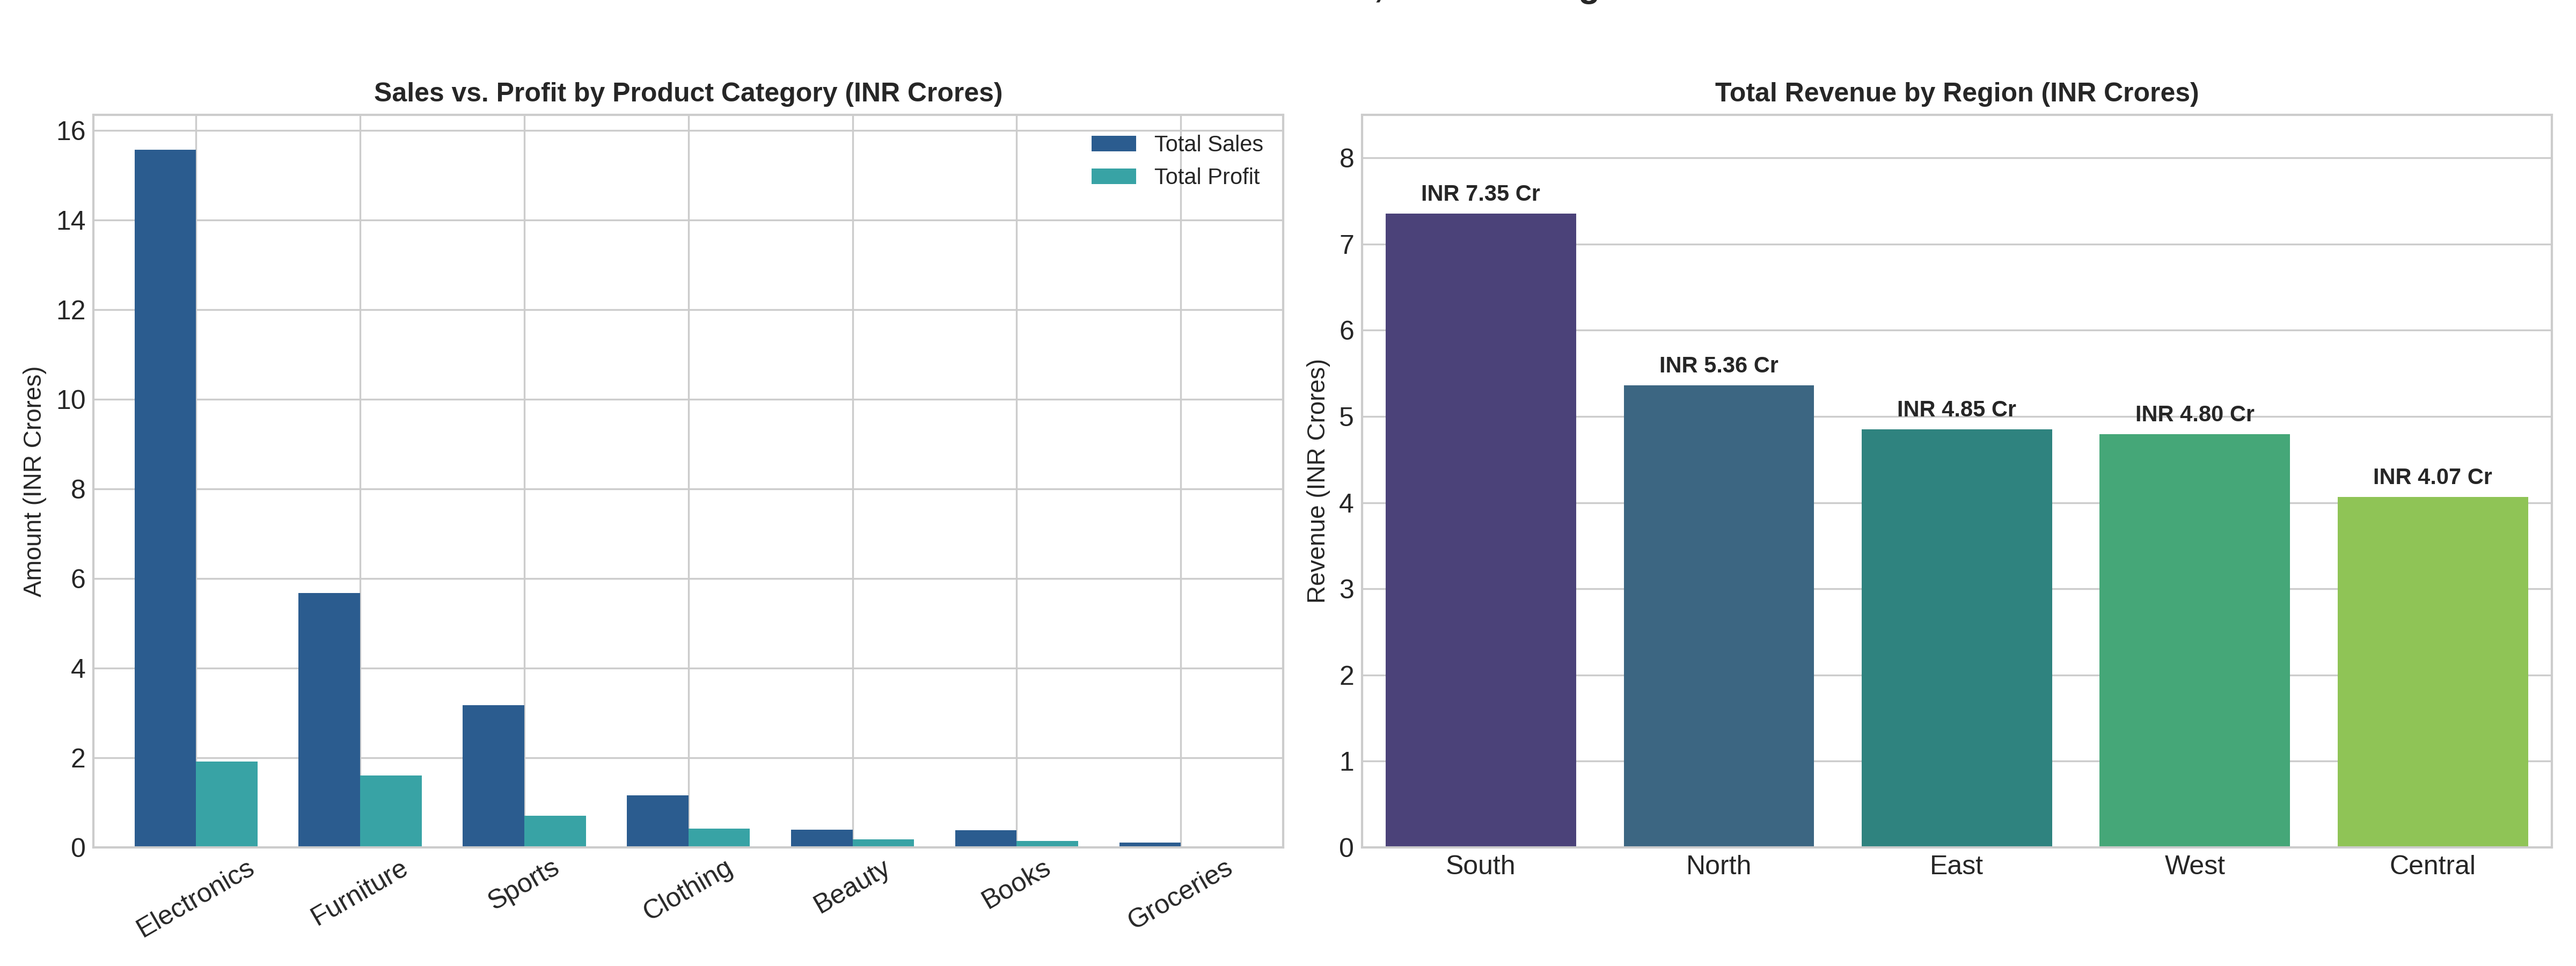 Sales vs. Profit by Product Category (INR Crores)
Total Sales
Total Profit
Amount (INR Crores)
16
14
12
10
8
6
4
2
0
Electronics
Furniture
Sports
Clothing
Beauty
Books
Groceries
Total Revenue by Region (INR Crores)
Revenue (INR Crores)
8
7
6
5
4
3
2
1
0
INR 7.35 Cr
INR 5.36 Cr
INR 4.85 Cr
INR 4.80 Cr
INR 4.07 Cr
South
North
East
West
Central